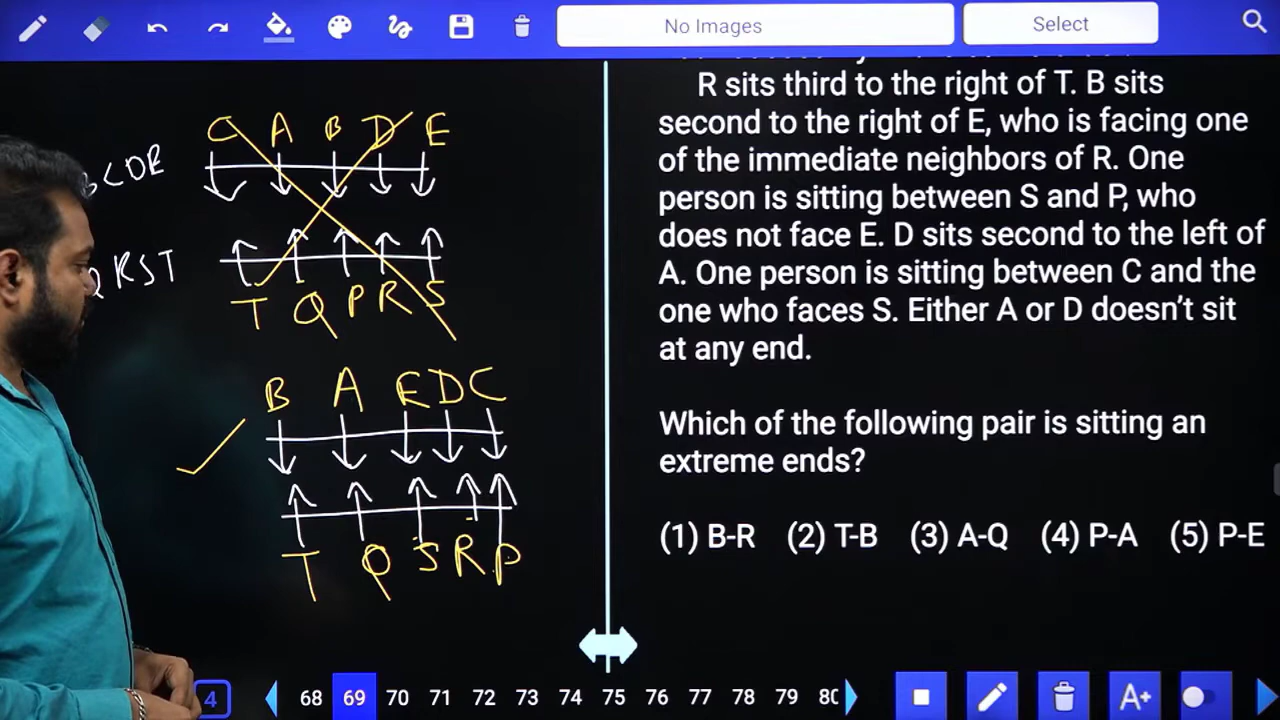 No Images
Select
C A B D E
B C D E
Q R S T
T Q P R S
B A E D C
T Q S R P
R sits third to the right of T. B sits
second to the right of E, who is facing one
of the immediate neighbors of R. One
person is sitting between S and P, who
does not face E. D sits second to the left of
A. One person is sitting between C and the
one who faces S. Either A or D doesn't sit
at any end.
Which of the following pair is sitting an
extreme ends?
(1) B-R (2) T-B (3) A-Q (4) P-A (5) P-E
4 68 69 70 71 72 73 74 75 76 77 78 79
A+